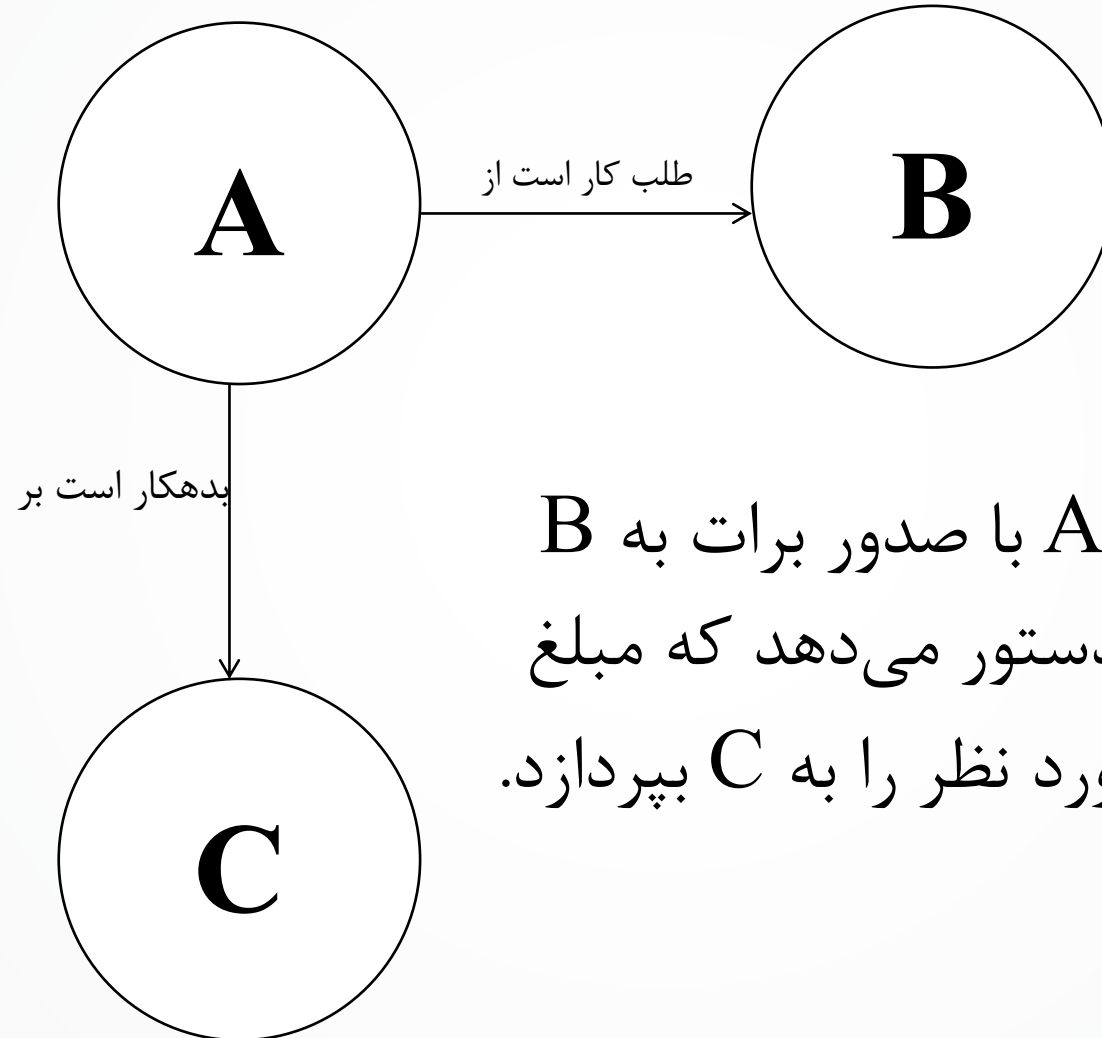 A
طلب کار است از
B
بدهکار است بر
A با صدور برات به B
دستور می‌دهد که مبلغ
نظر را به C بپردازد.
C